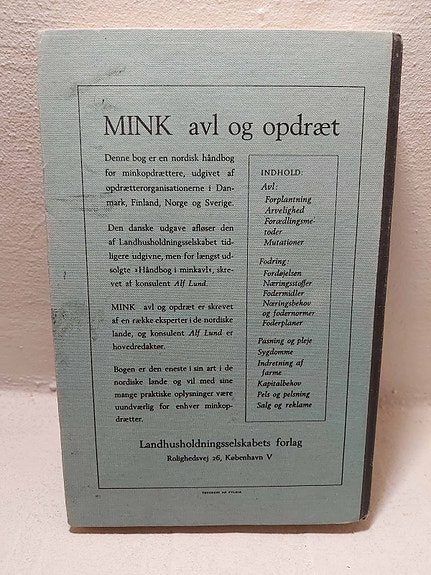 MINK avl og opdræt
Denne bog er en nordisk håndbog
for minkopdrættere, udgivet af
opdrætterorganisationerne i Dan-
mark, Finland, Norge og Sverige.
Den danske udgave afløser den
af Landhusholdningsselskabet tid-
ligere udgivne, men for længst ud-
solgte »Håndbog i minkavl«, skre-
vet af konsulent Alf Lund.
MINK avl og opdræt er skrevet
af en række eksperter i de nordiske
lande, og konsulent Alf Lund er
hovedredaktør.
Bogen er den eneste i sin art i de
nordiske lande og vil med sine
mange praktiske oplysninger være
uundværlig for enhver minkop-
drætter.
INDHOLD:
Avl:
Forplantning
Arvelighed
Forædlingsme-
toder
Mutationer
Fodring:
Fordøjelsen
Næringsstoffer
Fodermidler
Næringsbehov
og fodernormer
Foderplaner
Pasning og pleje
Sygdomme
Indretning af
farme
Kapitalbehov
Pels og pelsning
Salg og reklame
Landhusholdningsselskabets forlag
Rolighedsvej 26, København V